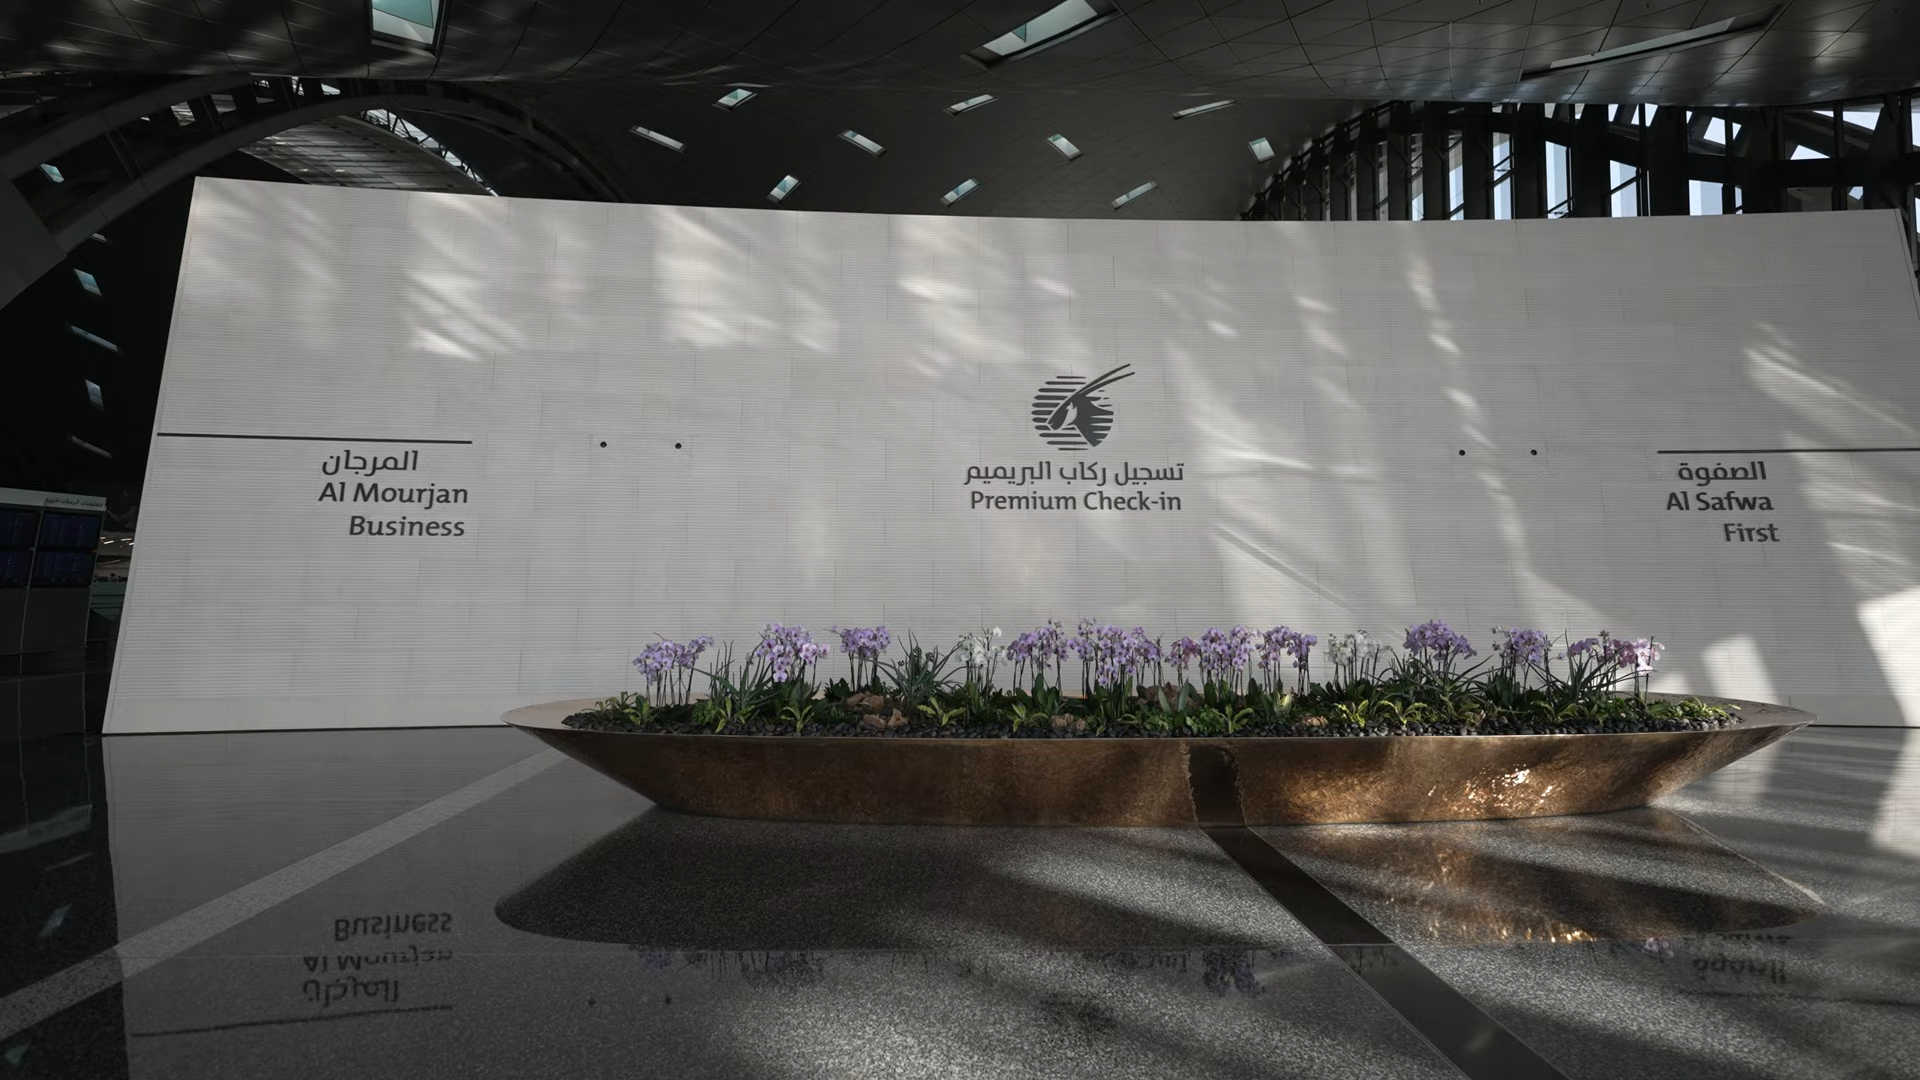 المرجان
Al Mourjan
Business
تسجيل ركاب البريميم
Premium Check-in
الصفوة
Al Safwa
First